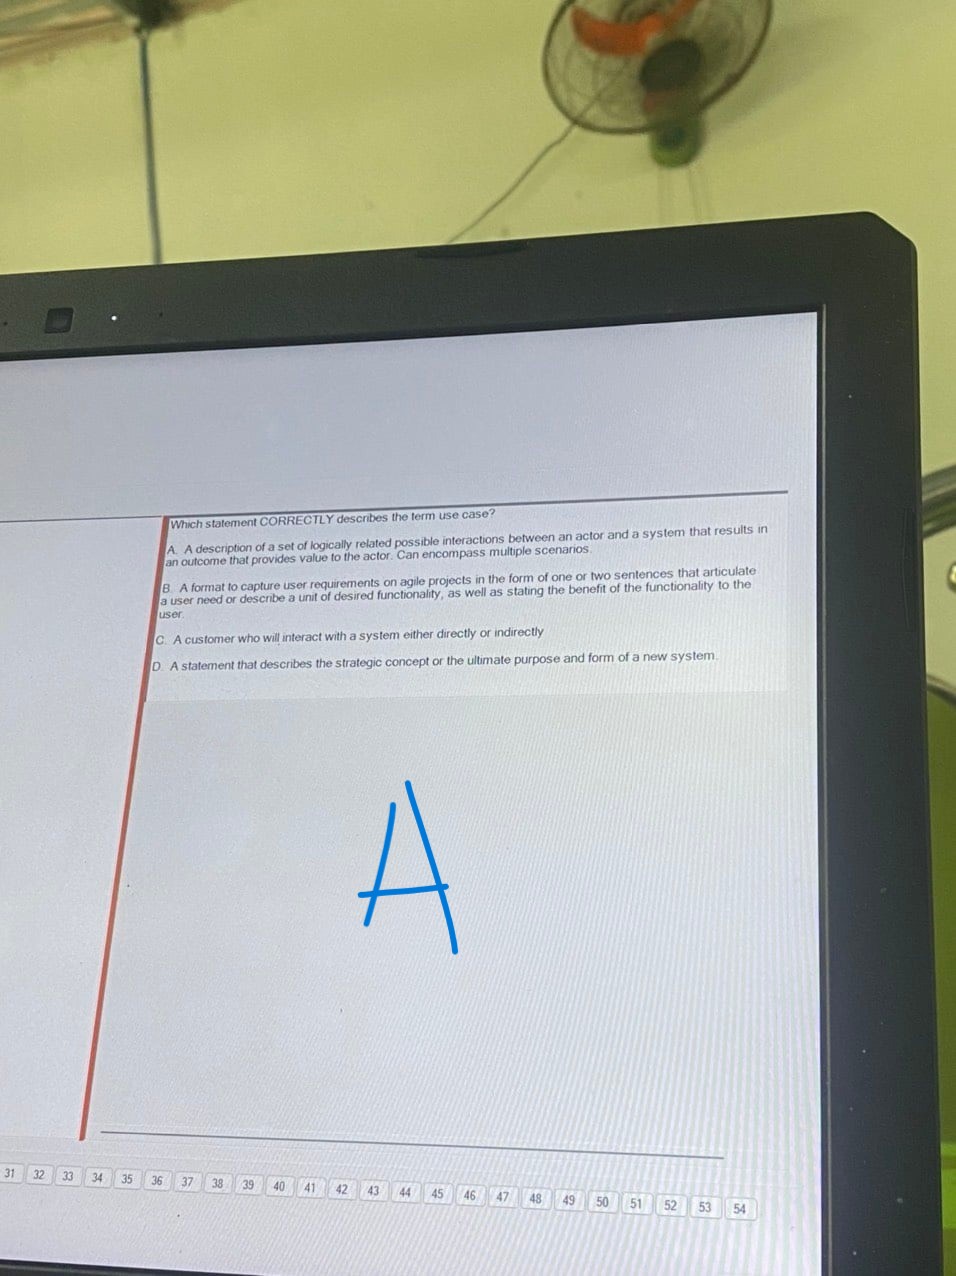 Which statement CORRECTLY describes the term use case?
A. A description of a set of logically related possible interactions between an actor and a system that results in
an outcome that provides value to the actor. Can encompass multiple scenarios.
B. A format to capture user requirements on agile projects in the form of one or two sentences that articulate
a user need or describe a unit of desired functionality, as well as stating the benefit of the functionality to the
user.
C. A customer who will interact with a system either directly or indirectly
D. A statement that describes the strategic concept or the ultimate purpose and form of a new system.
A
31 32 33 34 35 36 37 38 39 40 41 42 43 44 45 46 47 48 49 50 51 52 53 54